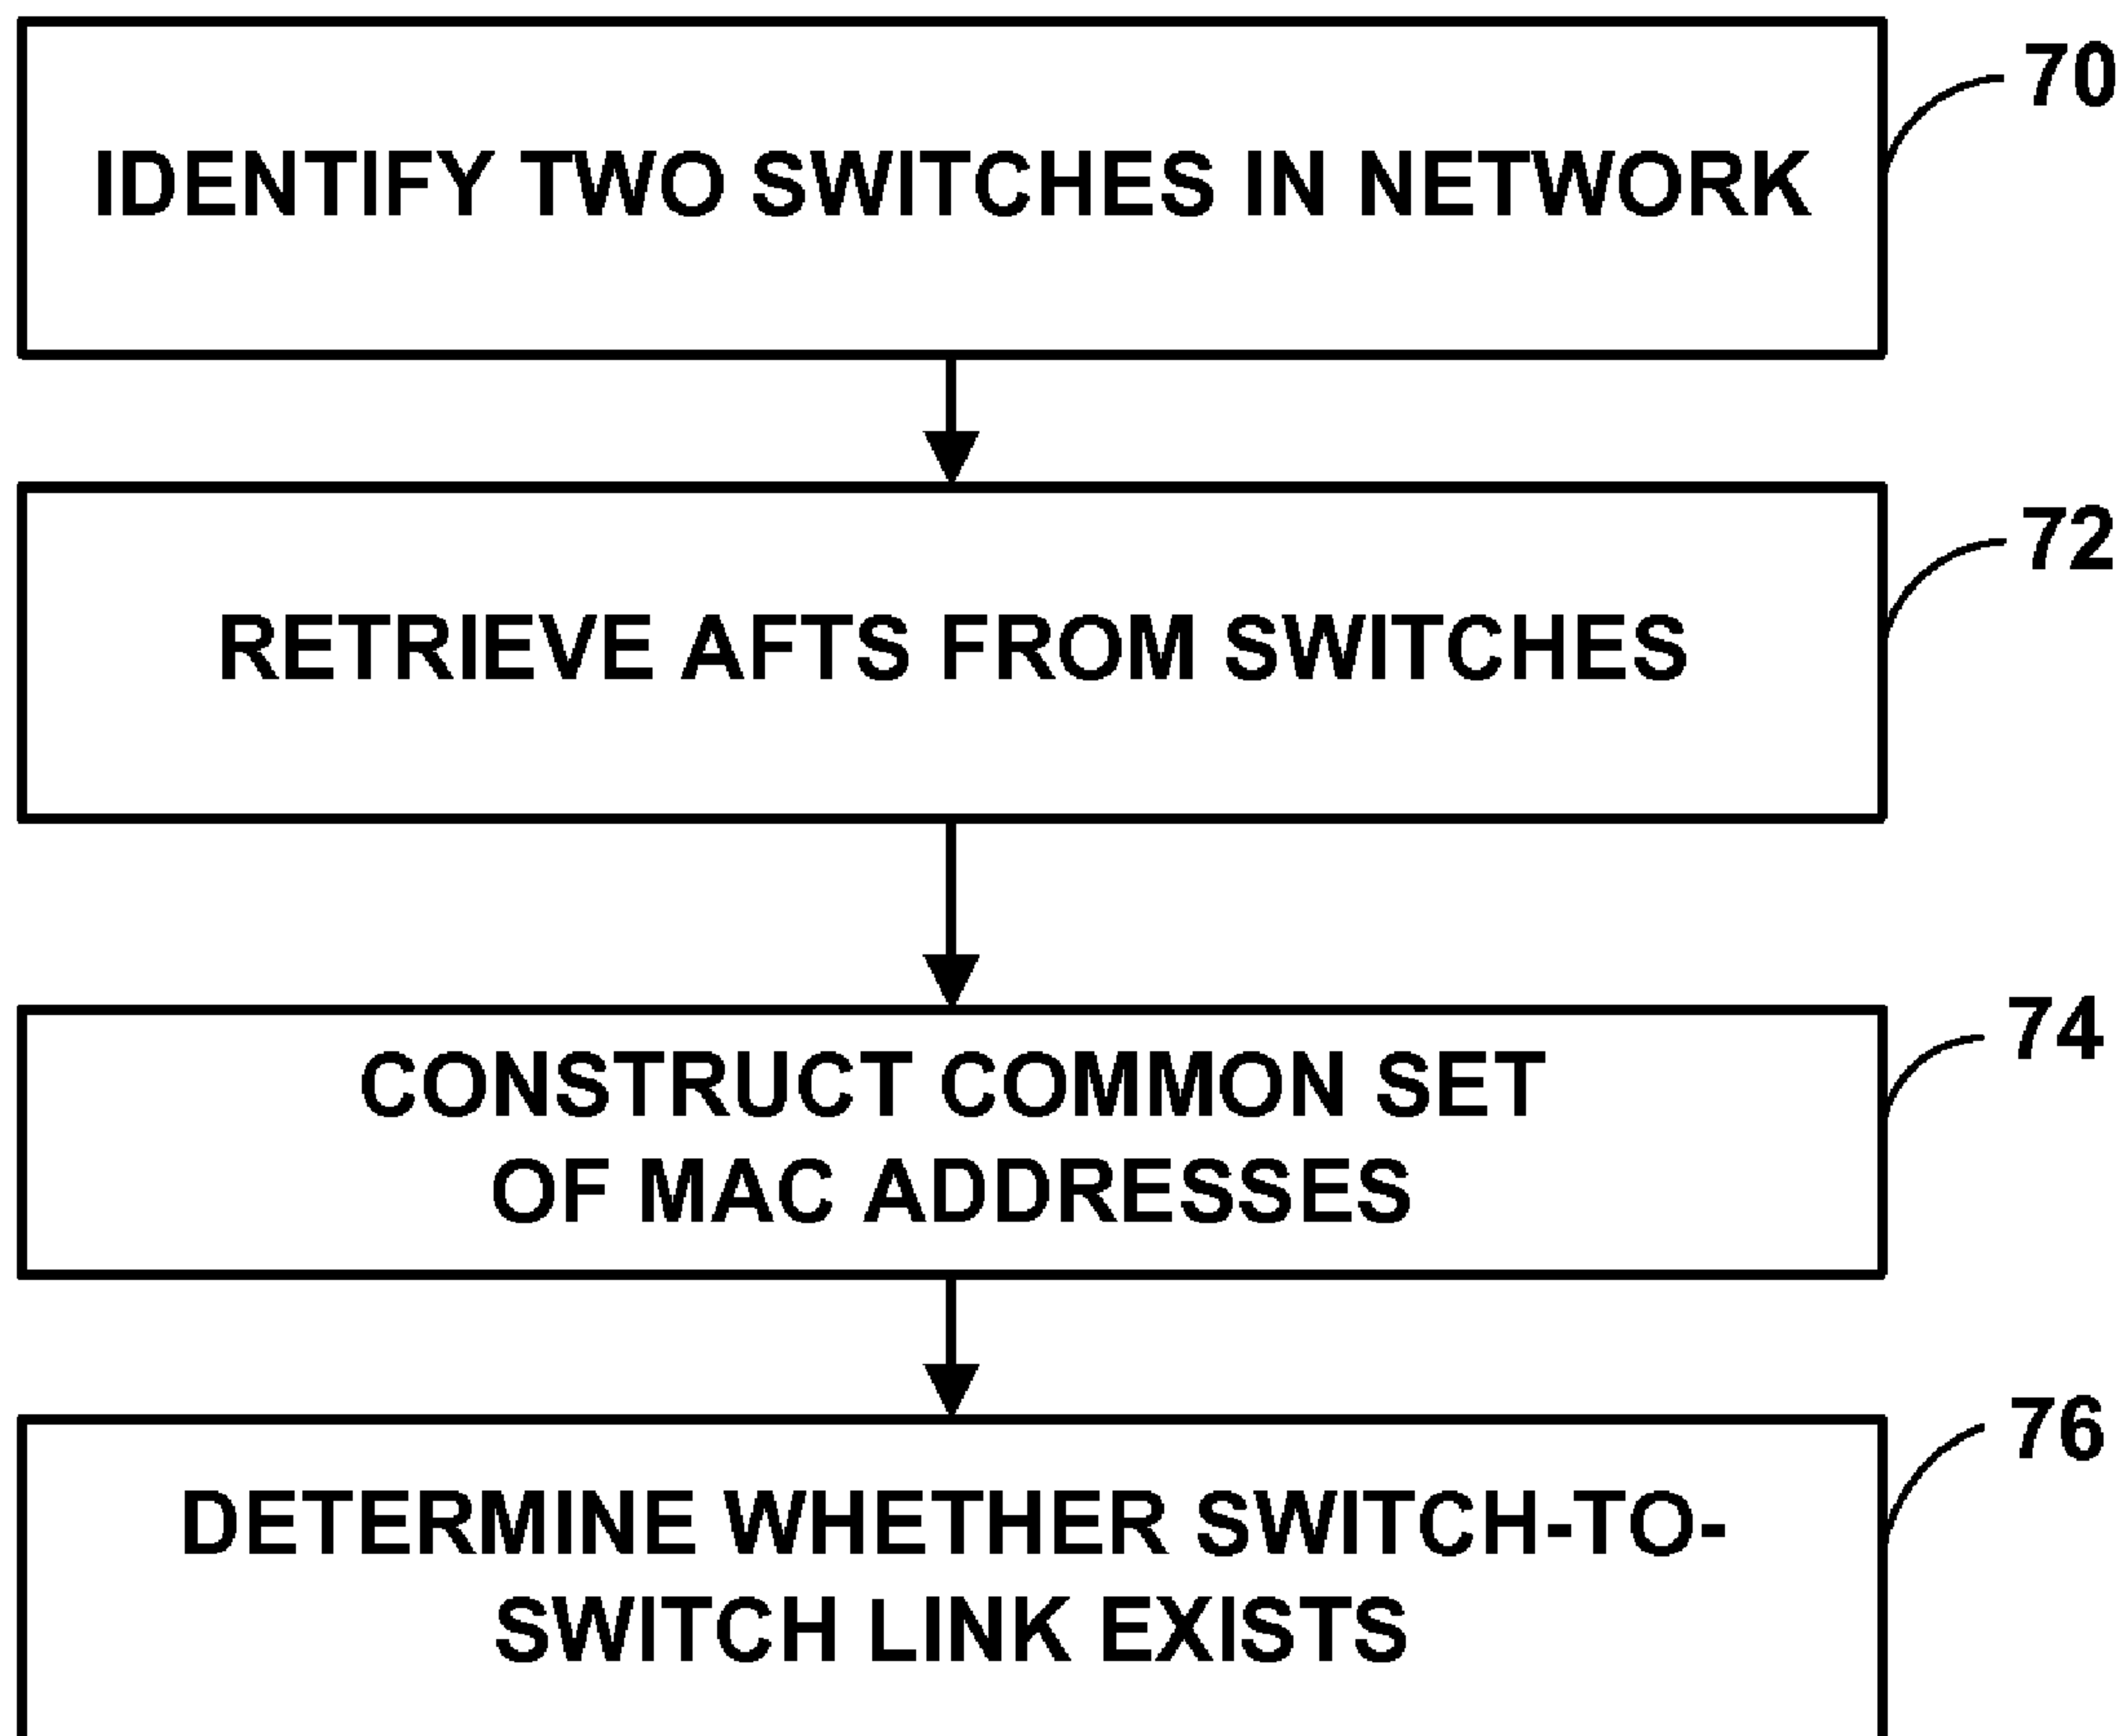 70
IDENTIFY TWO SWITCHES IN NETWORK
72
RETRIEVE AFTS FROM SWITCHES
74
CONSTRUCT COMMON SET
OF MAC ADDRESSES
76
DETERMINE WHETHER SWITCH-TO-
SWITCH LINK EXISTS